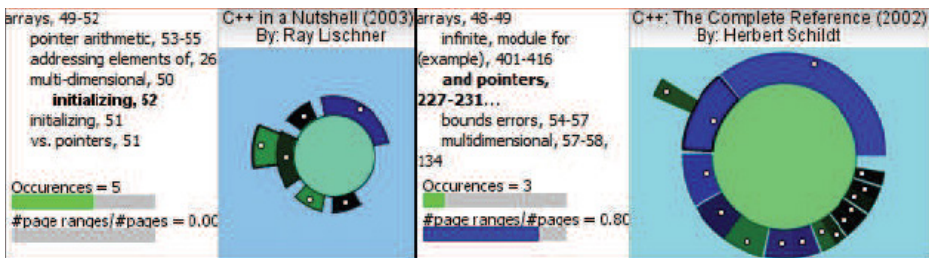 arrays, 49-52
pointer arithmetic, 53-55
addressing elements of, 26
multi-dimensional, 50
initializing, 52
initializing, 51
vs. pointers, 51
Occurences = 5
#page ranges/#pages = 0.00
C++ in a Nutshell (2003)
By: Ray Lischner
arrays, 48-49
infinite, module for
(example), 401-416
and pointers,
227-231...
bounds errors, 54-57
multidimensional, 57-58,
134
Occurences = 3
#page ranges/#pages = 0.80
C++: The Complete Reference (2002)
By: Herbert Schildt